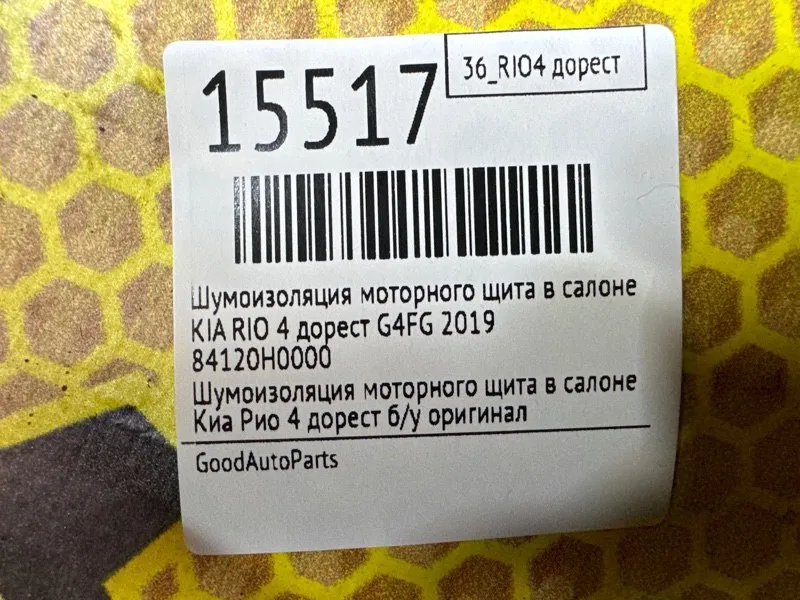 15517
36_RIO4 дорест
Шумоизоляция моторного щита в салоне
KIA RIO 4 дорест G4FG 2019
84120H0000
Шумоизоляция моторного щита в салоне
Киа Рио 4 дорест б/у оригинал
GoodAutoParts